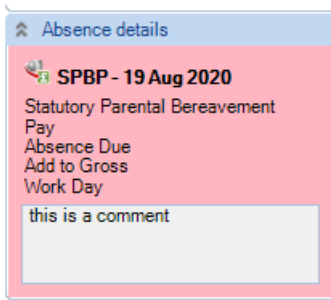 Absence details
SPBP - 19 Aug 2020
Statutory Parental Bereavement
Pay
Absence Due
Add to Gross
Work Day
this is a comment